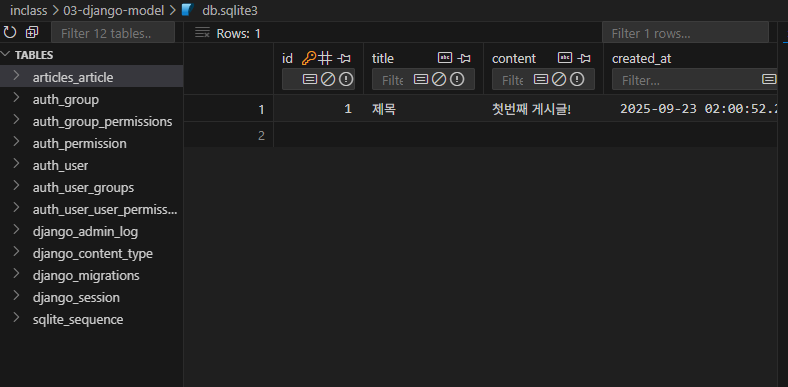 inclass > 03-django-model > db.sqlite3
Filter 12 tables..
Rows: 1
Filter 1 rows...
TABLES
articles_article
auth_group
auth_group_permissions
auth_permission
auth_user
auth_user_groups
auth_user_user_permiss...
django_admin_log
django_content_type
django_migrations
django_session
sqlite_sequence
id title content created_at
Filte Filte Filter...
1 1 제목 첫번째 게시글! 2025-09-23 02:00:52.2
2